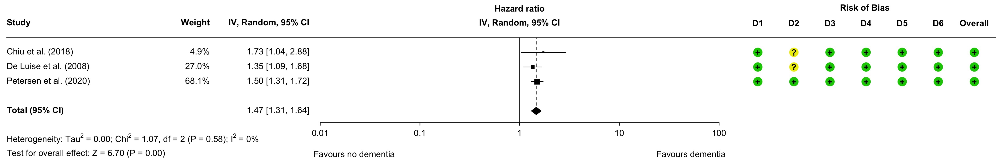 Hazard ratio Risk of Bias
Study Weight IV, Random, 95% CI IV, Random, 95% CI D1 D2 D3 D4 D5 D6 Overall
Chiu et al. (2018) 4.9% 1.73 [1.04, 2.88] + ? + + + + +
De Luise et al. (2008) 27.0% 1.35 [1.09, 1.68] + ? + + + + +
Petersen et al. (2020) 68.1% 1.50 [1.31, 1.72] + + + + + + +
Total (95% CI) 1.47 [1.31, 1.64]
0.01 0.1 1 10 100
Heterogeneity: Tau² = 0.00; Chi² = 1.07, df = 2 (P = 0.58); I² = 0%
Test for overall effect: Z = 6.70 (P = 0.00)
Favours no dementia Favours dementia